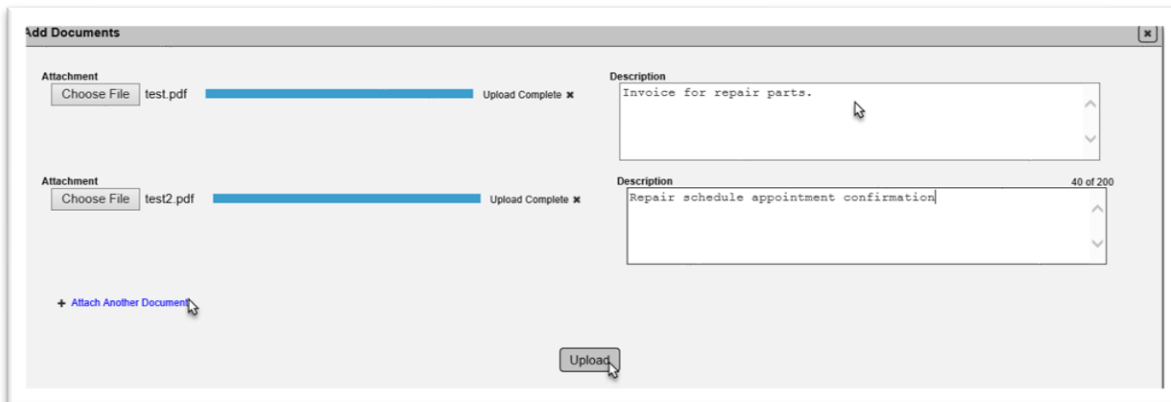 Add Documents
Attachment
Description
Choose File test.pdf Upload Complete
Invoice for repair parts.
Attachment
Description 40 of 200
Choose File test2.pdf Upload Complete
Repair schedule appointment confirmation
+ Attach Another Document
Upload